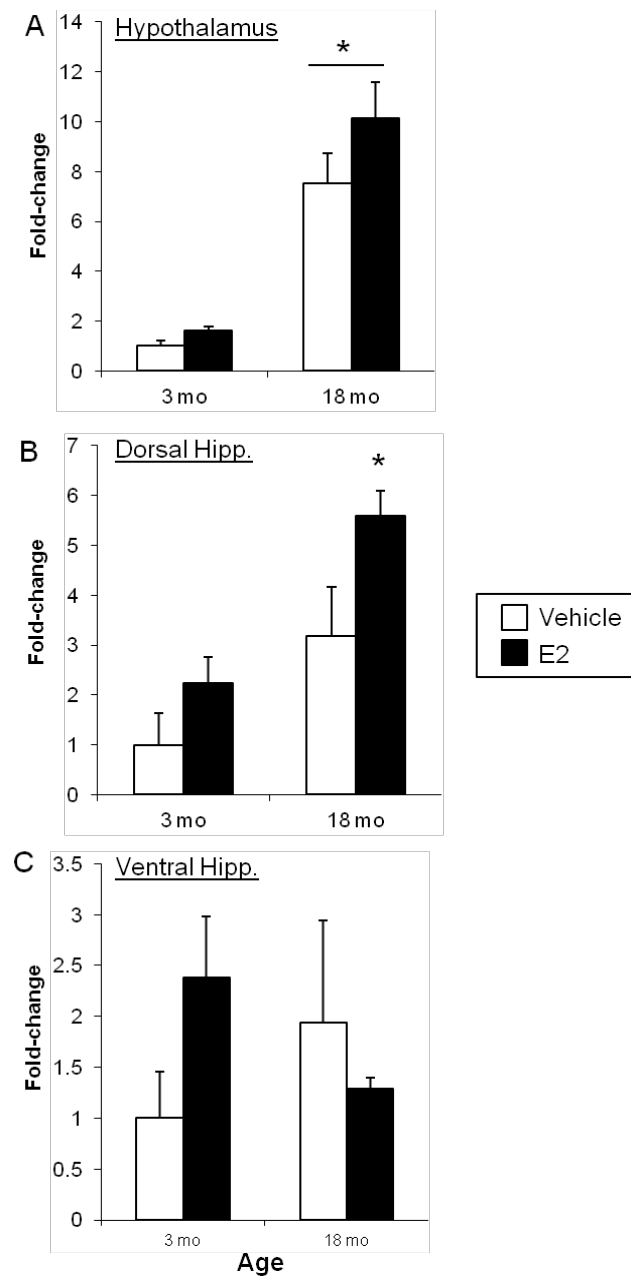 A
Hypothalamus
*
14
12
10
8
6
4
2
0
Fold-change
3 mo
18 mo
B
Dorsal Hipp.
*
7
6
5
4
3
2
1
0
Fold-change
3 mo
18 mo
Vehicle
E2
C
Ventral Hipp.
3.5
3
2.5
2
1.5
1
0.5
0
Fold-change
3 mo
18 mo
Age